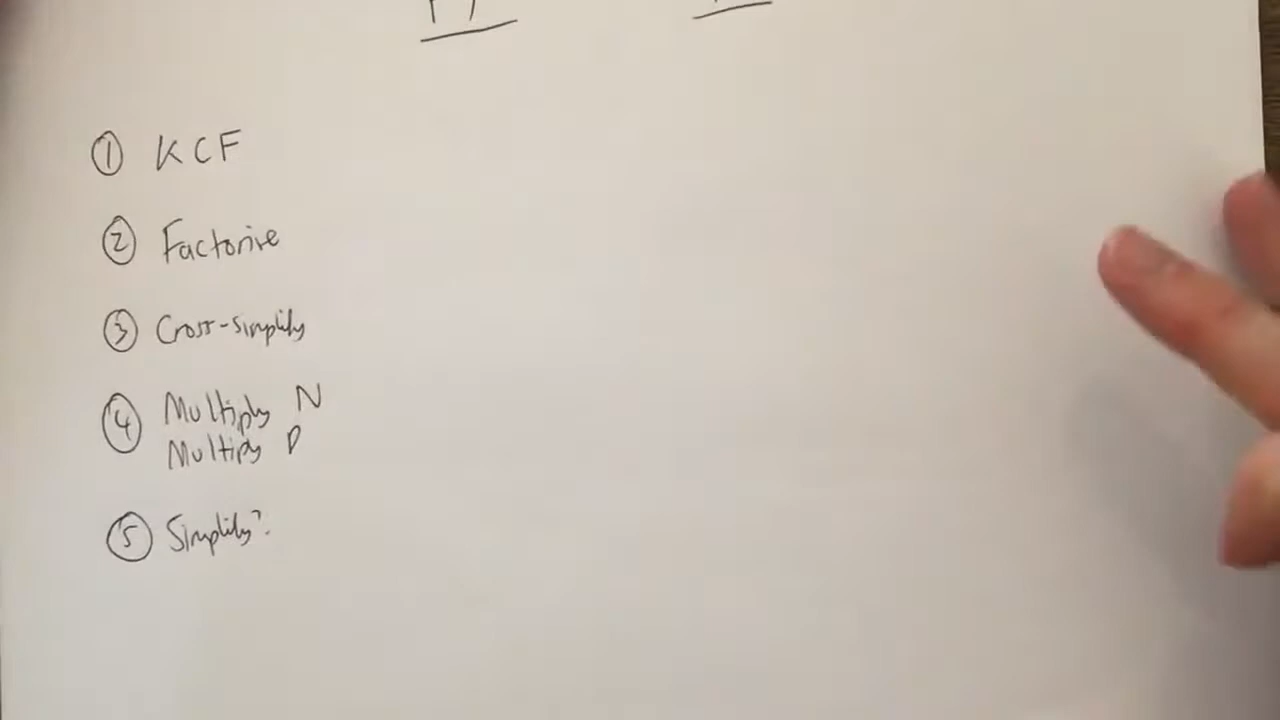 ① KCF
② Factorise
③ Cross-simplify
④ Multiply N
Multiply D
⑤ Simplify?